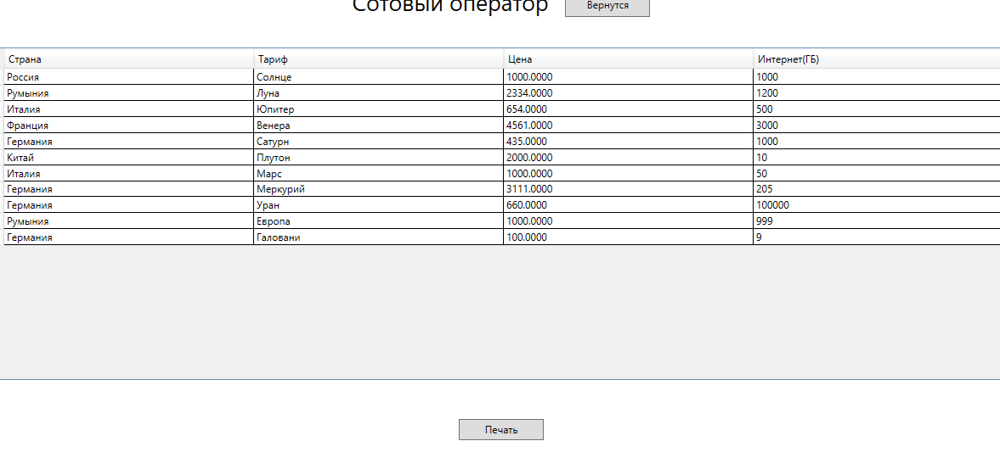 Сотовый оператор Вернутся
Страна Тариф Цена Интернет(ГБ)
Россия Солнце 1000.0000 1000
Румыния Луна 2334.0000 1200
Италия Юпитер 654.0000 500
Франция Венера 4561.0000 3000
Германия Сатурн 435.0000 1000
Китай Плутон 2000.0000 10
Италия Марс 1000.0000 50
Германия Меркурий 3111.0000 205
Германия Уран 660.0000 100000
Румыния Европа 1000.0000 999
Германия Галовани 100.0000 9
Печать